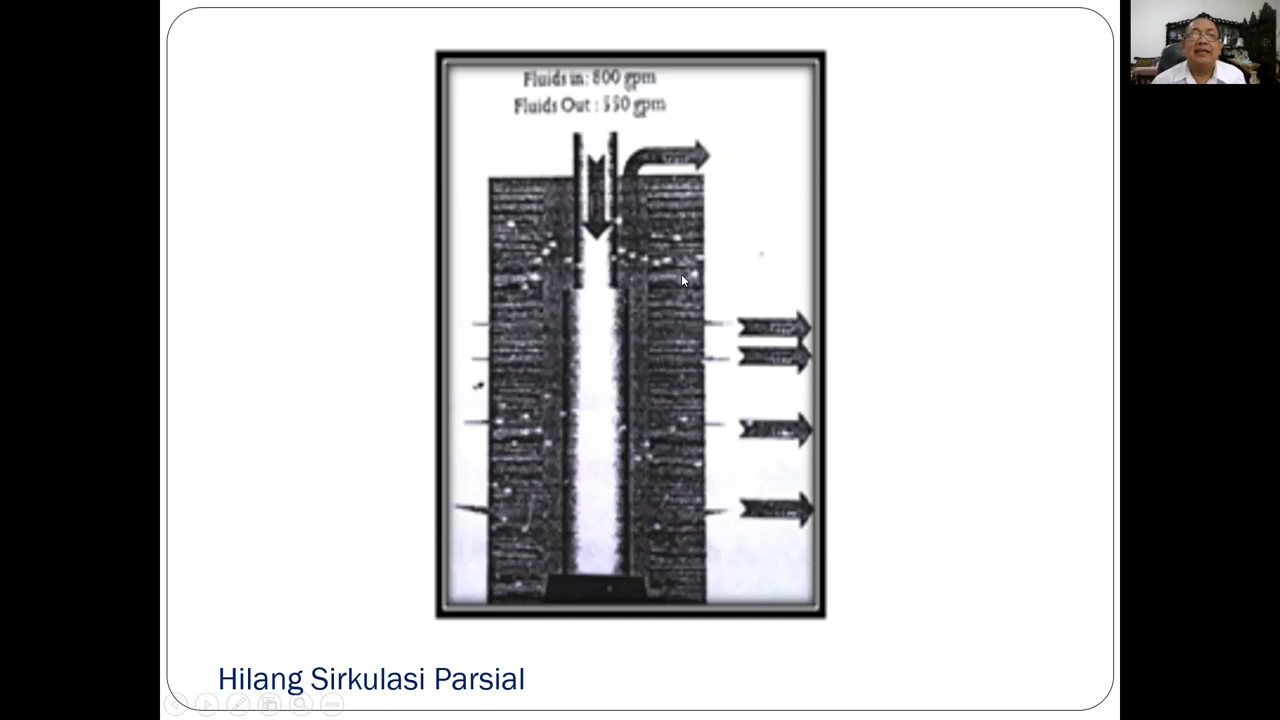 Fluids in: 800 gpm
Fluids Out : 550 gpm
Hilang Sirkulasi Parsial